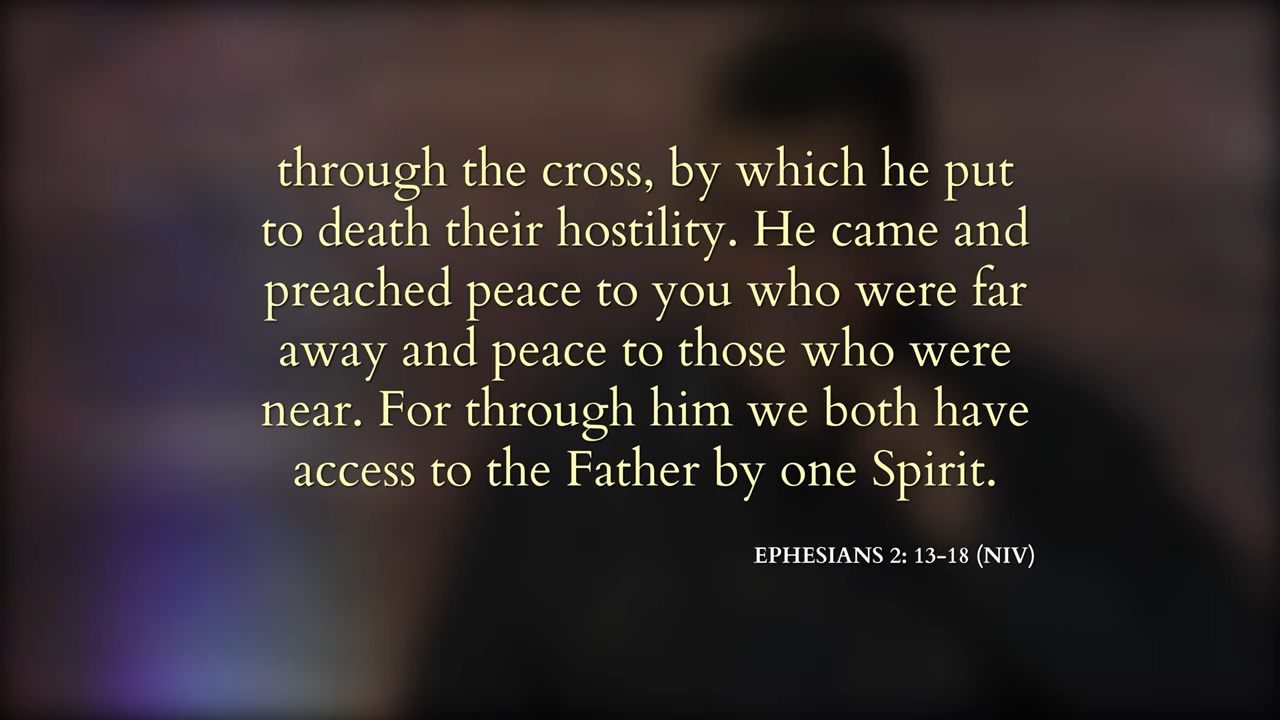 through the cross, by which he put
to death their hostility. He came and
preached peace to you who were far
away and peace to those who were
near. For through him we both have
access to the Father by one Spirit.
EPHESIANS 2: 13-18 (NIV)